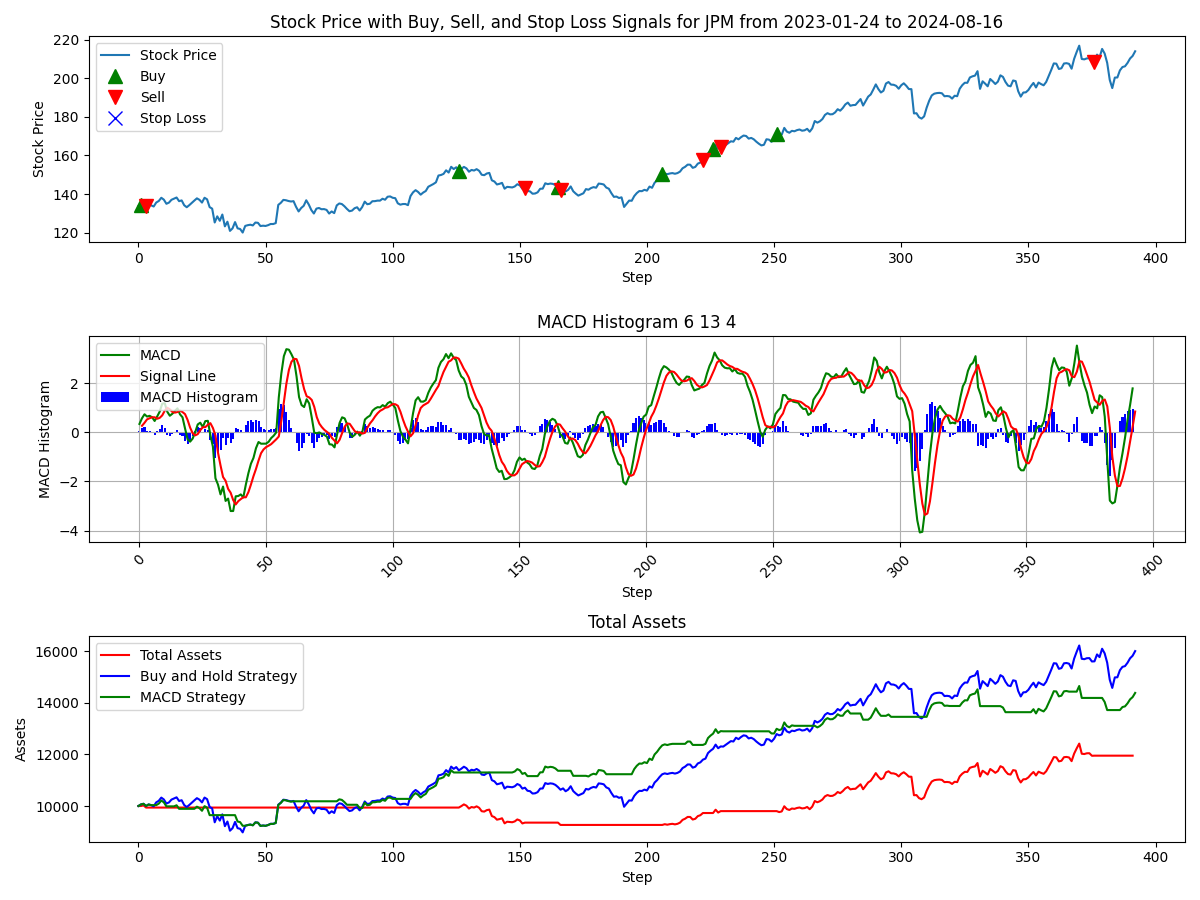 Stock Price with Buy, Sell, and Stop Loss Signals for JPM from 2023-01-24 to 2024-08-16
220
200
180
160
140
120
Stock Price
Stock Price
Buy
Sell
Stop Loss
0 50 100 150 200 250 300 350 400
Step
MACD Histogram 6 13 4
2
0
−2
−4
MACD Histogram
MACD
Signal Line
MACD Histogram
0 50 100 150 200 250 300 350 400
Step
Total Assets
16000
14000
12000
10000
Assets
Total Assets
Buy and Hold Strategy
MACD Strategy
0 50 100 150 200 250 300 350 400
Step